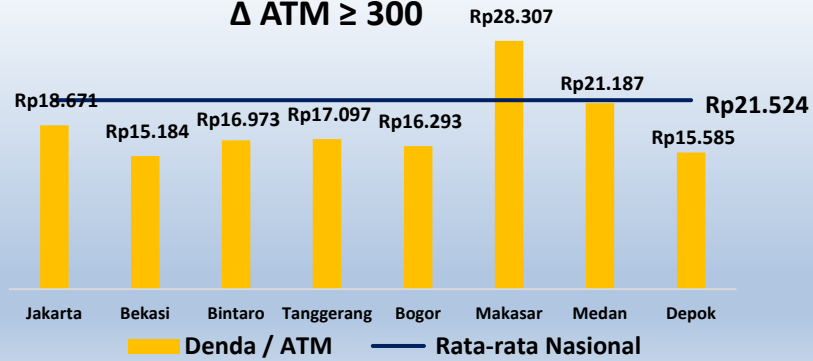 Δ ATM ≥ 300
Rp18.671
Rp15.184
Rp16.973
Rp17.097
Rp16.293
Rp28.307
Rp21.187
Rp15.585
Rp21.524
Jakarta
Bekasi
Bintaro
Tanggerang
Bogor
Makasar
Medan
Depok
Denda / ATM
Rata-rata Nasional